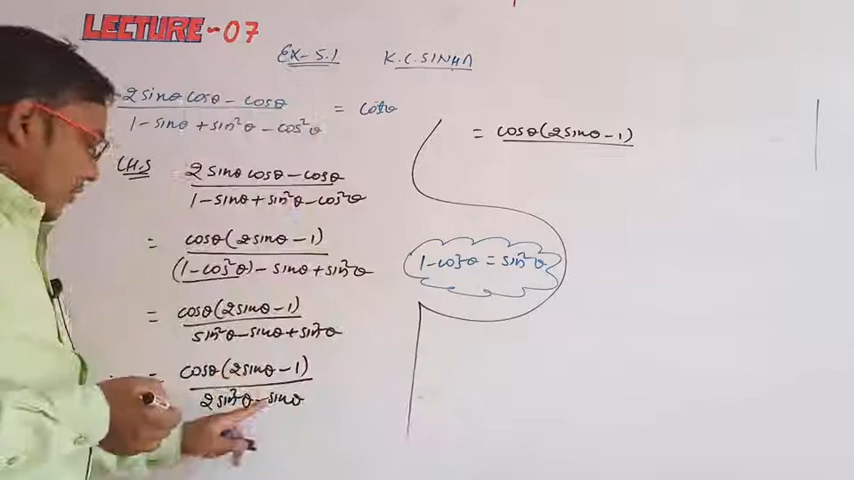 LECTURE-07
EX-5.1 K.C.SINHA
2sinθcosθ-cosθ / 1-sinθ+sin²θ-cos²θ = cotθ
LH.S 2sinθcosθ-cosθ / 1-sinθ+sin²θ-cos²θ
= cosθ(2sinθ-1) / (1-cos²θ)-sinθ+sin²θ
= cosθ(2sinθ-1) / sin²θ-sinθ+sin²θ
= cosθ(2sinθ-1) / 2sin²θ-sinθ
= cosθ(2sinθ-1)
1-cos²θ = sin²θ